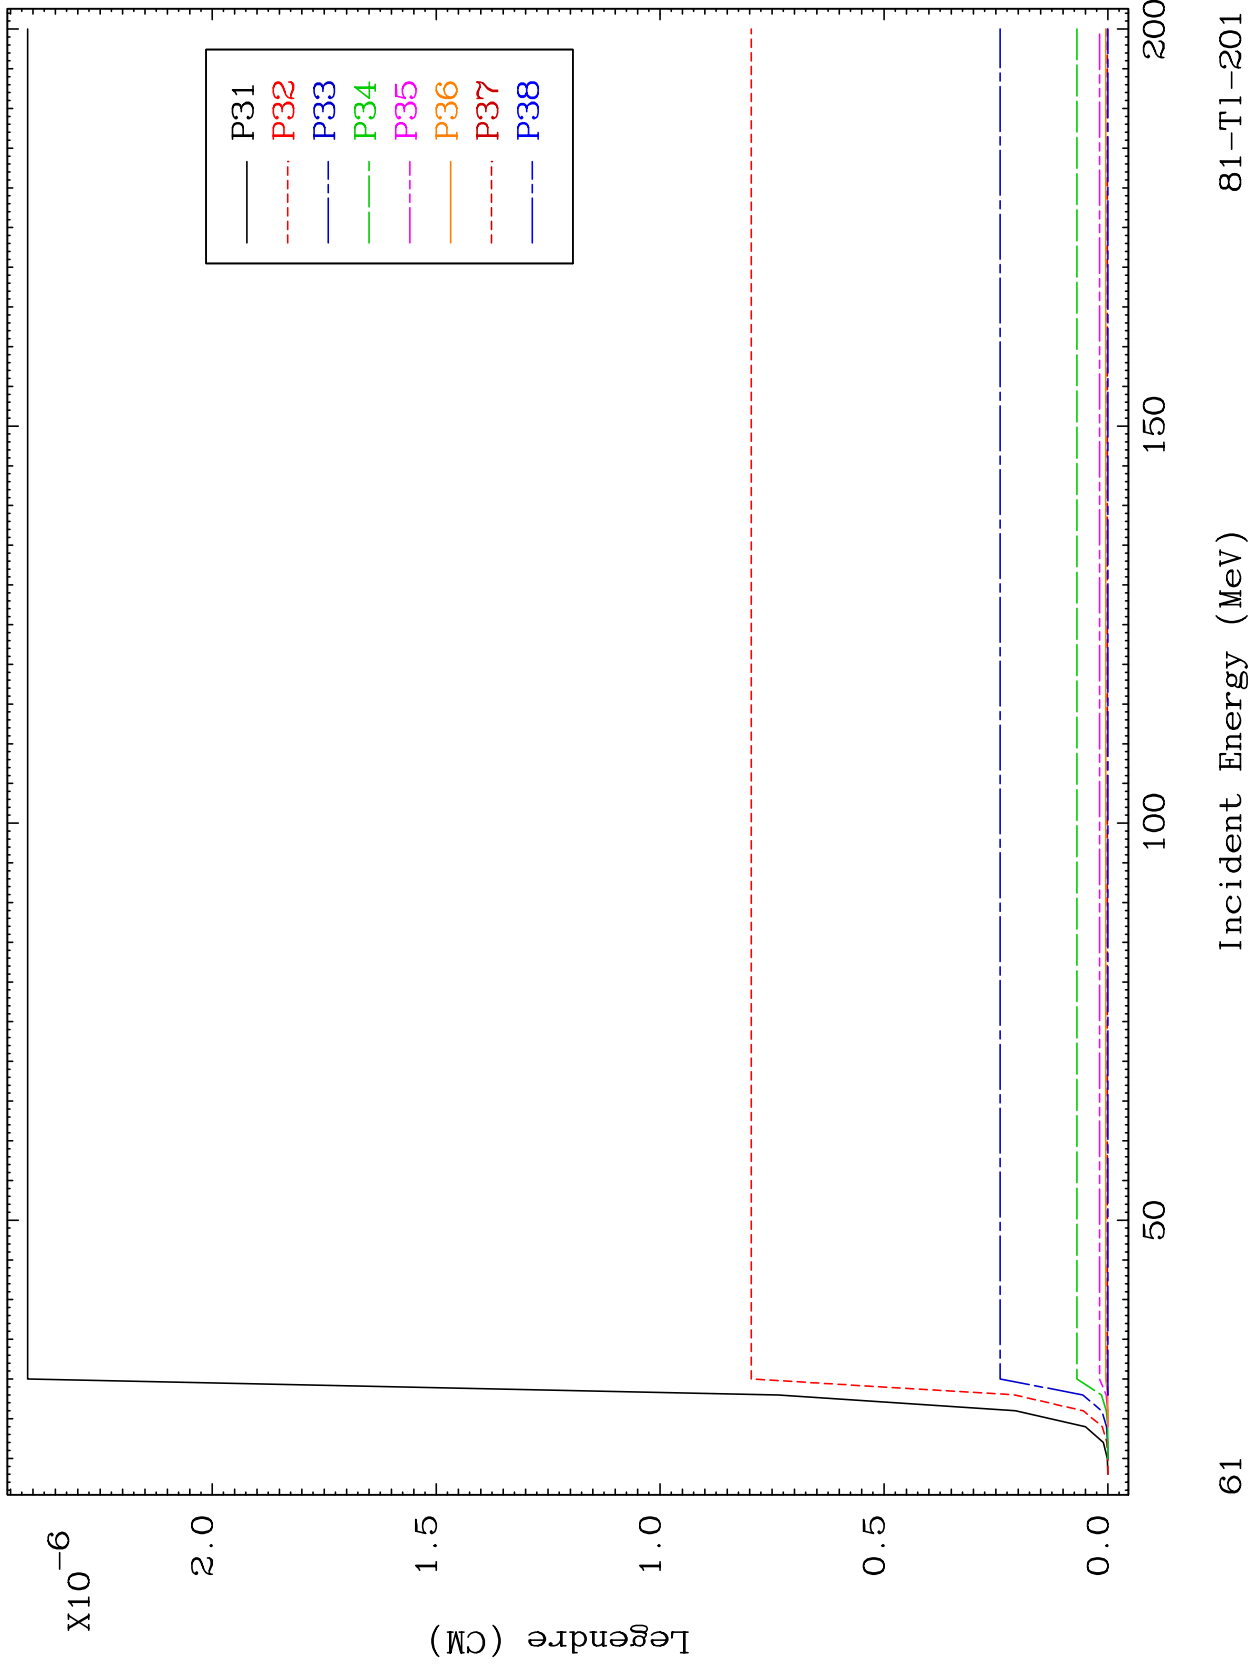 X10-6
2.0
1.5
1.0
0.5
0.0
Legendre (CM)
P31
P32
P33
P34
P35
P36
P37
P38
50
100
150
200
Incident Energy (MeV)
61
81-Tl-201